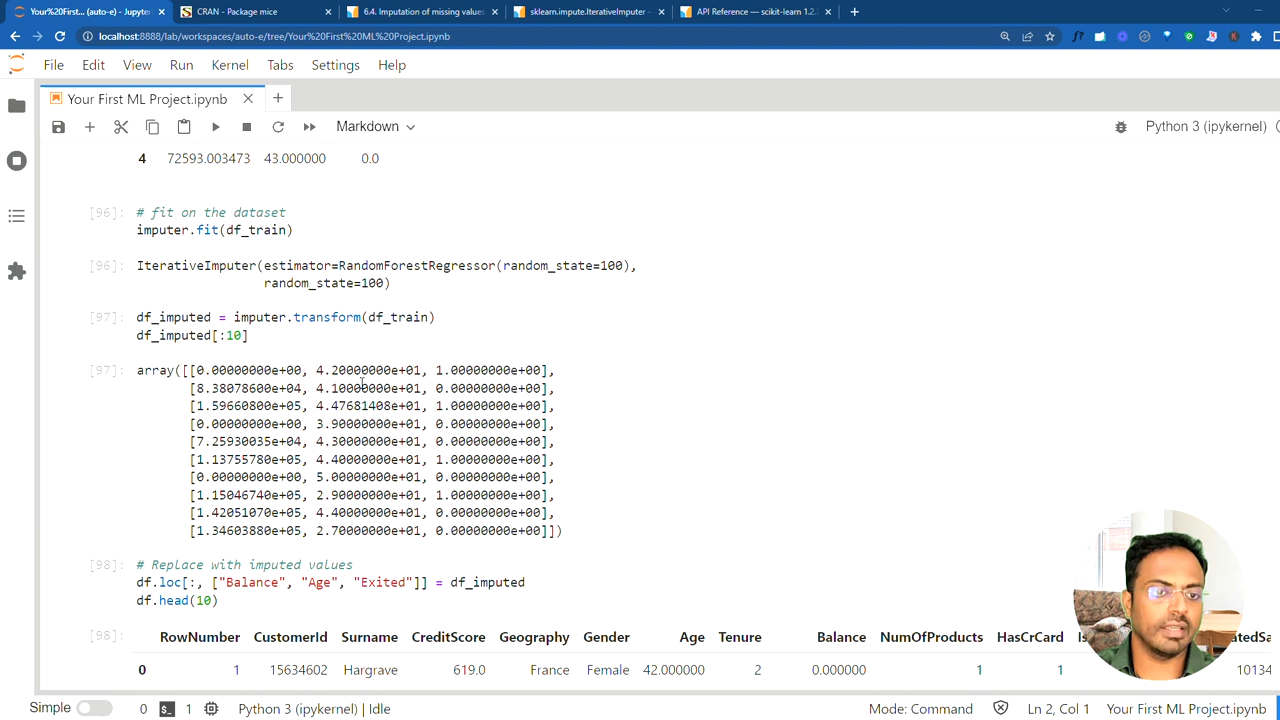 Your%20First... (auto-e) - Jupyter
CRAN - Package mice
6.4. Imputation of missing values
sklearn.impute.IterativeImputer –
API Reference — scikit-learn 1.2.
localhost:8888/lab/workspaces/auto-e/tree/Your%20First%20ML%20Project.ipynb
File Edit View Run Kernel Tabs Settings Help
Your First ML Project.ipynb
Markdown
Python 3 (ipykernel)
4 72593.003473 43.000000 0.0
[96]: # fit on the dataset
imputer.fit(df_train)
[96]: IterativeImputer(estimator=RandomForestRegressor(random_state=100),
random_state=100)
[97]: df_imputed = imputer.transform(df_train)
df_imputed[:10]
[97]: array([[0.00000000e+00, 4.20000000e+01, 1.00000000e+00],
[8.38078600e+04, 4.10000000e+01, 0.00000000e+00],
[1.59660800e+05, 4.47681408e+01, 1.00000000e+00],
[0.00000000e+00, 3.90000000e+01, 0.00000000e+00],
[7.25930035e+04, 4.30000000e+01, 0.00000000e+00],
[1.13755780e+05, 4.40000000e+01, 1.00000000e+00],
[0.00000000e+00, 5.00000000e+01, 0.00000000e+00],
[1.15046740e+05, 2.90000000e+01, 1.00000000e+00],
[1.42051070e+05, 4.40000000e+01, 0.00000000e+00],
[1.34603880e+05, 2.70000000e+01, 0.00000000e+00]])
[98]: # Replace with imputed values
df.loc[:, ["Balance", "Age", "Exited"]] = df_imputed
df.head(10)
[98]: RowNumber CustomerId Surname CreditScore Geography Gender Age Tenure Balance NumOfProducts HasCrCard
0 1 15634602 Hargrave 619.0 France Female 42.000000 2 0.000000 1 1 10134
Simple 0 1 Python 3 (ipykernel) | Idle Mode: Command Ln 2, Col 1 Your First ML Project.ipynb